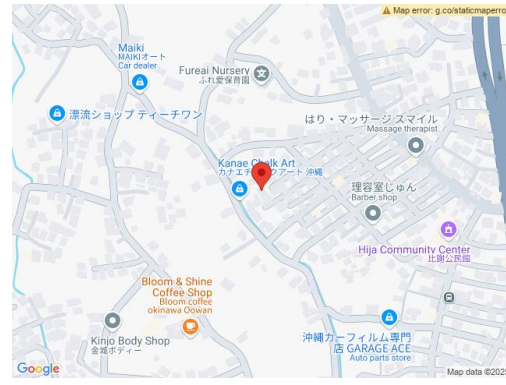 Map error: g.co/staticmaperro
Maiki
MAIKIオート
Car dealer
Fureai Nursery
ふれ愛保育園
漂流ショップ ティーチワン
はり・マッサージ スマイル
Massage therapist
Kanae Chalk Art
カナエチョークアート 沖縄
理容室じゅん
Barber shop
Hija Community Center
比謝公民館
Bloom & Shine
Coffee Shop
Bloom coffee
okinawa Oowan
Kinjo Body Shop
金城ボディー
沖縄カーフィルム専門
店 GARAGE ACE
Auto parts store
Google
Map data ©2025